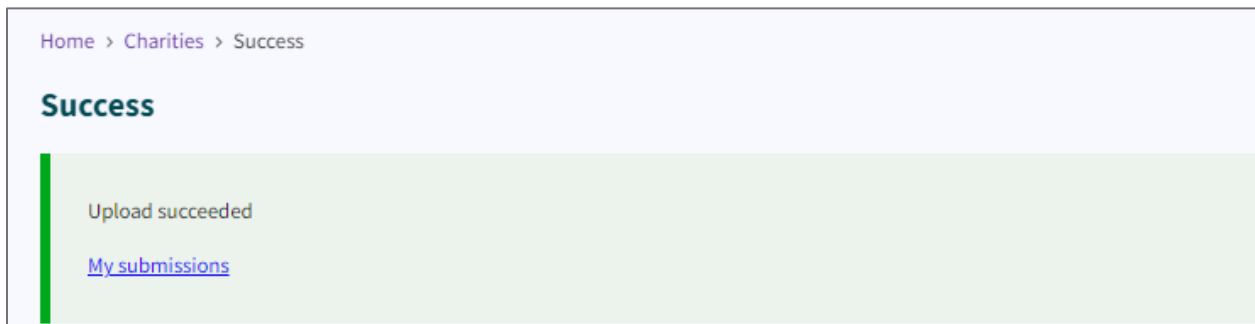 Home > Charities > Success
Success
Upload succeeded
My submissions